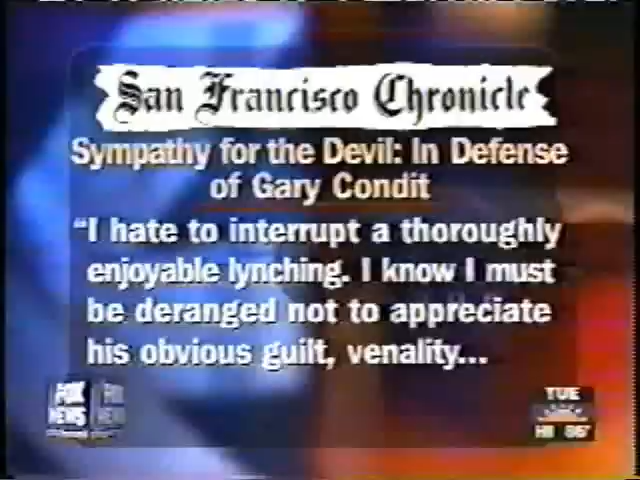 San Francisco Chronicle
Sympathy for the Devil: In Defense
of Gary Condit
"I hate to interrupt a thoroughly
enjoyable lynching. I know I must
be deranged not to appreciate
his obvious guilt, venality...
FOX
NEWS
TUE
HI 86°